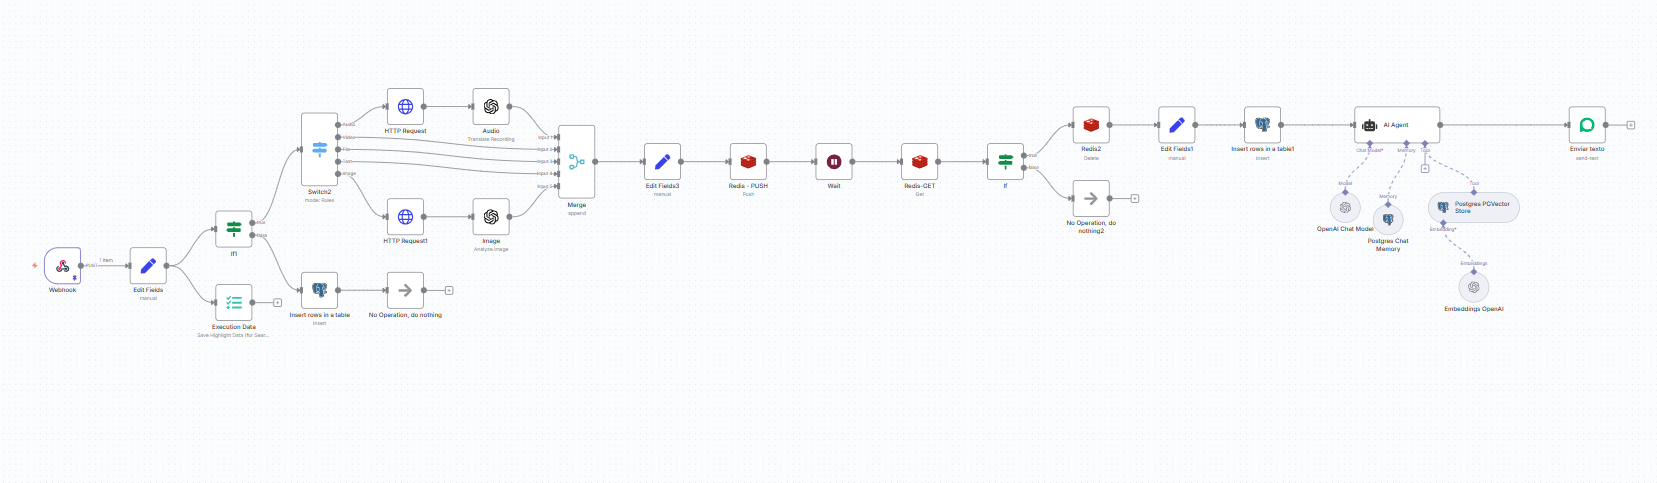 Webhook
POST
1 item
Edit Fields
manual
If1
true
false
Execution Data
Save Highlight Data (for Sear...
Switch2
mode: Rules
Audio
Video
File
Text
Image
HTTP Request
Audio
Translate Recording
HTTP Request1
Image
Analyze Image
Insert rows in a table
insert
No Operation, do nothing
Input 1
Input 2
Input 3
Input 4
Input 5
Merge
append
Edit Fields3
manual
Redis - PUSH
Push
Wait
Redis-GET
Get
If
true
false
Redis2
Delete
No Operation, do
nothing2
Edit Fields1
manual
Insert rows in a table1
insert
AI Agent
Chat Model*
Memory
Tool
Model
OpenAI Chat Model
Memory
Postgres Chat
Memory
Tool
Postgres PGVector
Store
Embedding*
Embeddings
Embeddings OpenAI
Enviar texto
send-text